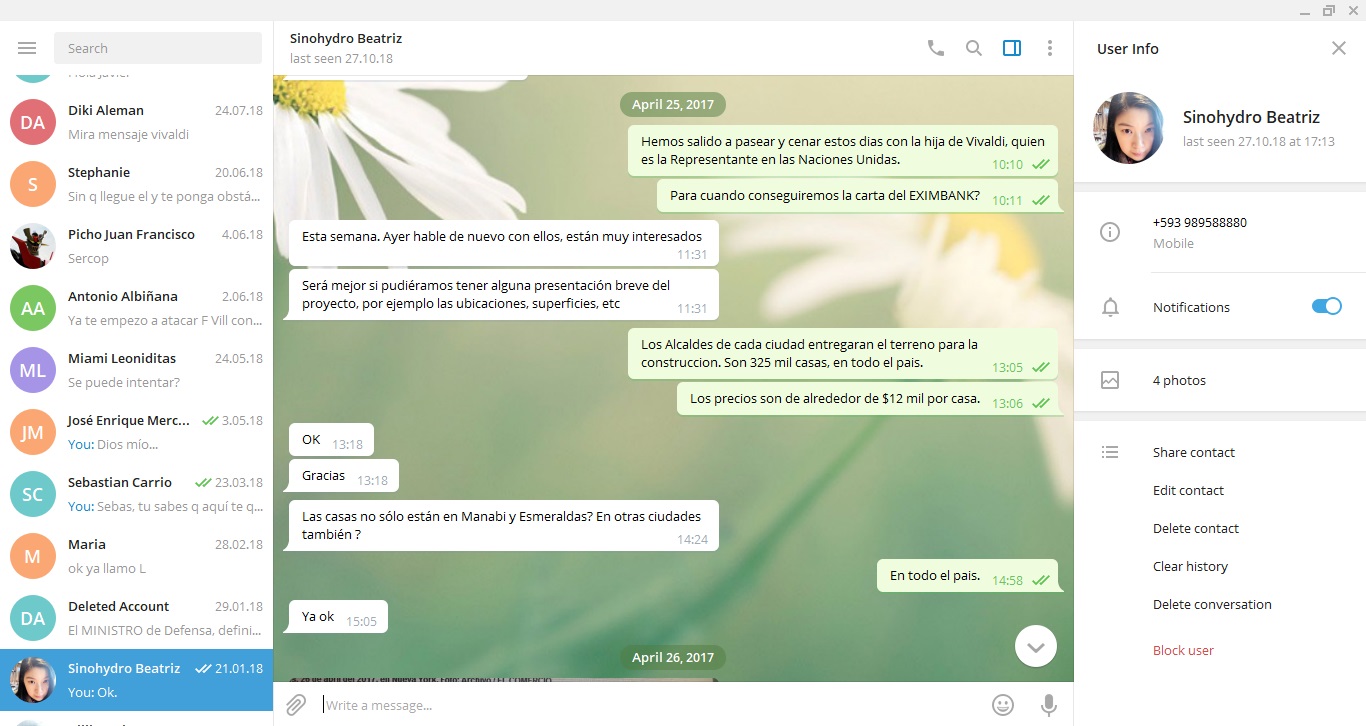 Search
Diki Aleman 24.07.18
Mira mensaje vivaldi
Stephanie 20.06.18
Sin q llegue el y te ponga obstá...
Picho Juan Francisco 4.06.18
Sercop
AA Antonio Albiñana 2.06.18
Ya te empezo a atacar F Vill con...
ML Miami Leoniditas 24.05.18
Se puede intentar?
JM José Enrique Merc... 3.05.18
You: Dios mío...
SC Sebastian Carrio 23.03.18
You: Sebas, tu sabes q aquí te q...
M Maria 28.02.18
ok ya llamo L
DA Deleted Account 29.01.18
El MINISTRO de Defensa, defini...
Sinohydro Beatriz 21.01.18
You: Ok.
Sinohydro Beatriz
last seen 27.10.18
April 25, 2017
Hemos salido a pasear y cenar estos dias con la hija de Vivaldi, quien
es la Representante en las Naciones Unidas. 10:10
Para cuando conseguiremos la carta del EXIMBANK? 10:11
Esta semana. Ayer hable de nuevo con ellos, están muy interesados
11:31
Será mejor si pudiéramos tener alguna presentación breve del
proyecto, por ejemplo las ubicaciones, superficies, etc 11:31
Los Alcaldes de cada ciudad entregaran el terreno para la
construccion. Son 325 mil casas, en todo el pais. 13:05
Los precios son de alrededor de $12 mil por casa. 13:06
OK 13:18
Gracias 13:18
Las casas no sólo están en Manabi y Esmeraldas? En otras ciudades
también ? 14:24
En todo el pais. 14:58
Ya ok 15:05
April 26, 2017
26 de abril del 2017, en Nueva York. Foto: Archivo / EL COMERCIO
Write a message...
User Info
Sinohydro Beatriz
last seen 27.10.18 at 17:13
+593 989588880
Mobile
Notifications
4 photos
Share contact
Edit contact
Delete contact
Clear history
Delete conversation
Block user